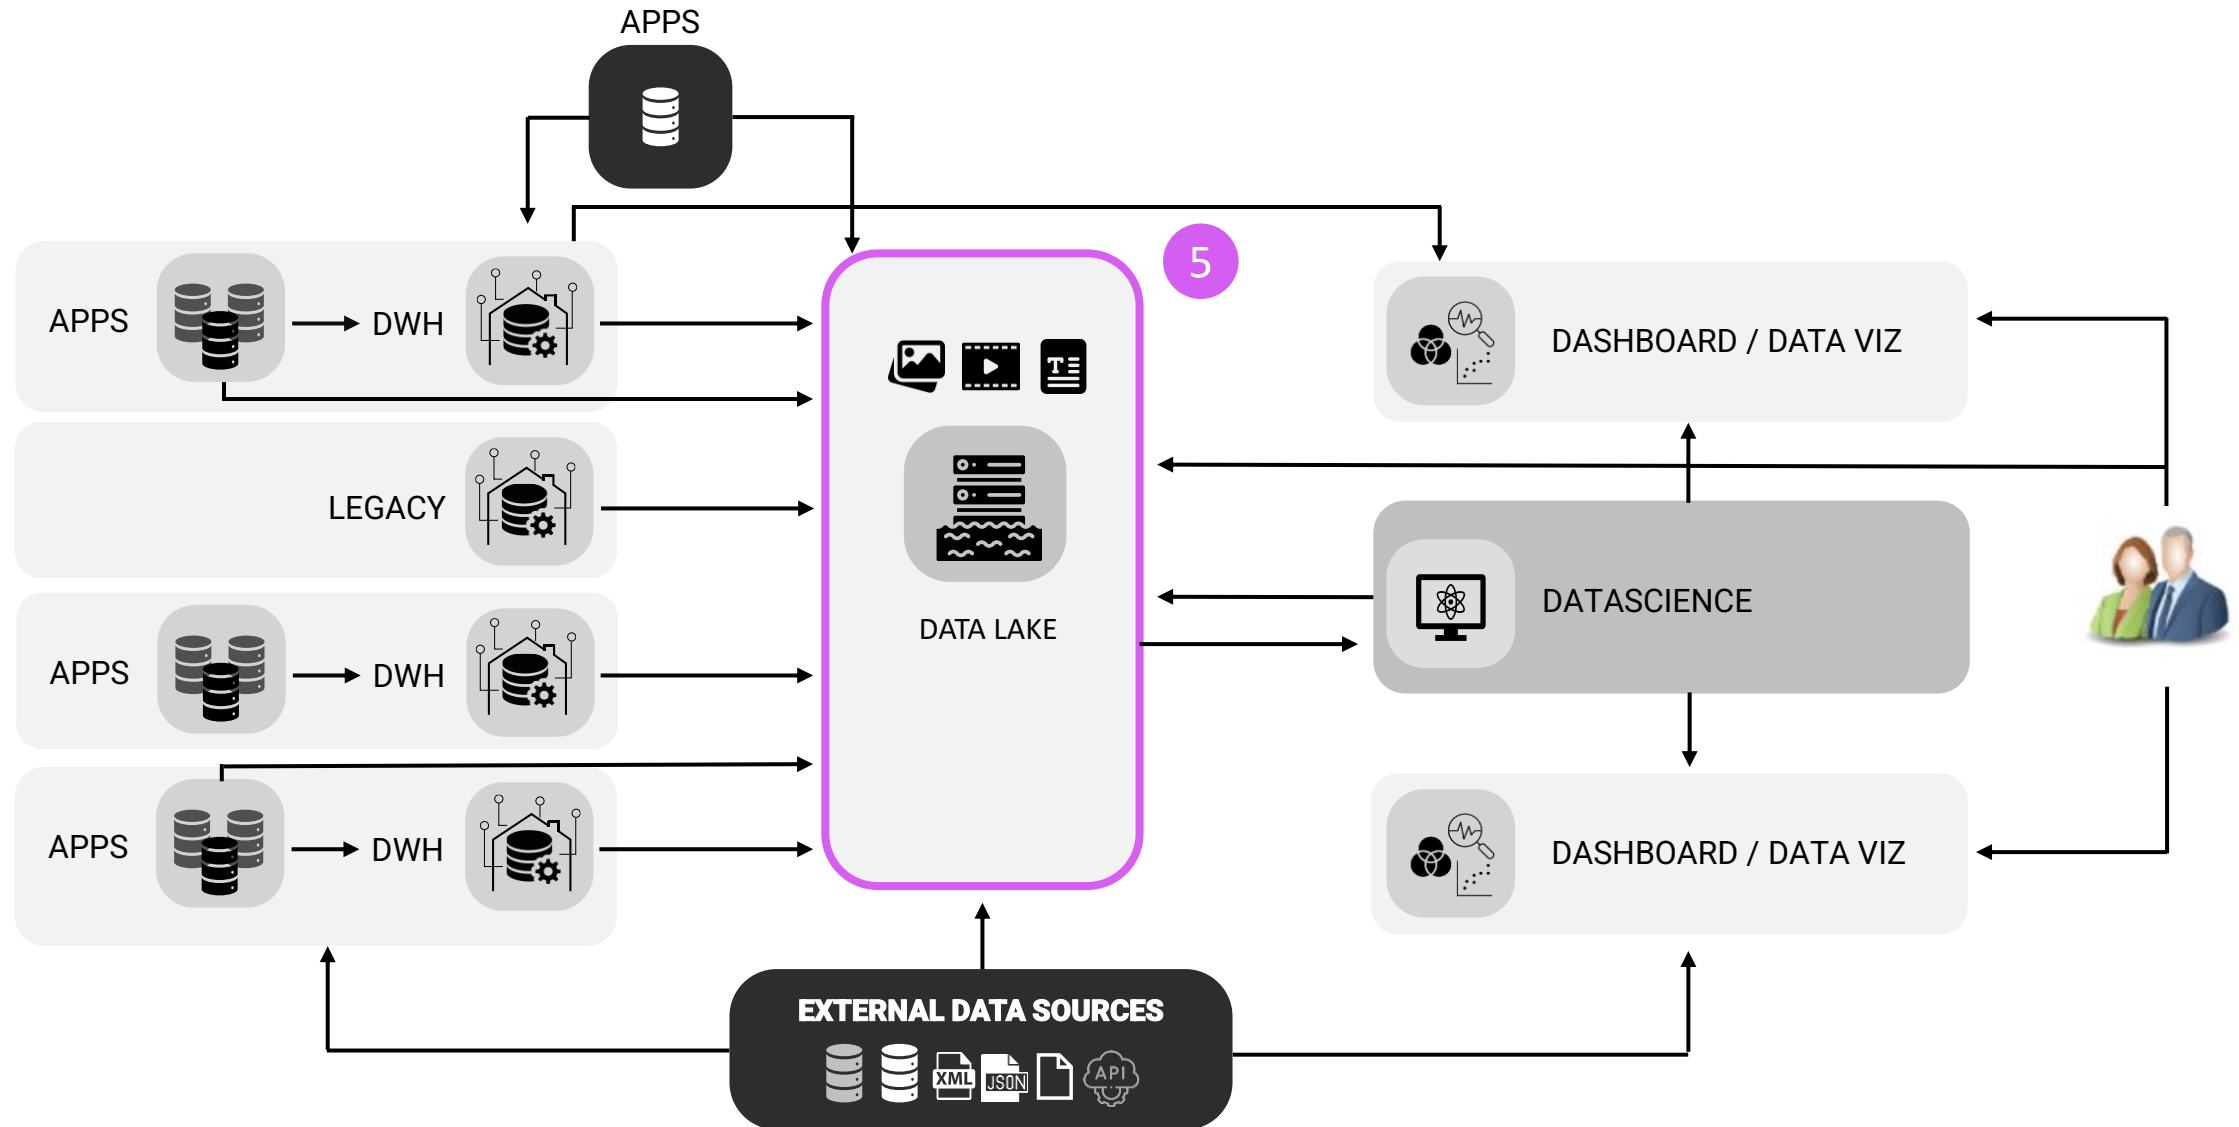 APPS
5
APPS
DWH
DASHBOARD / DATA VIZ
T
LEGACY
DATA LAKE
DATASCIENCE
APPS
DWH
APPS
DWH
DASHBOARD / DATA VIZ
EXTERNAL DATA SOURCES
XML
JSON
API